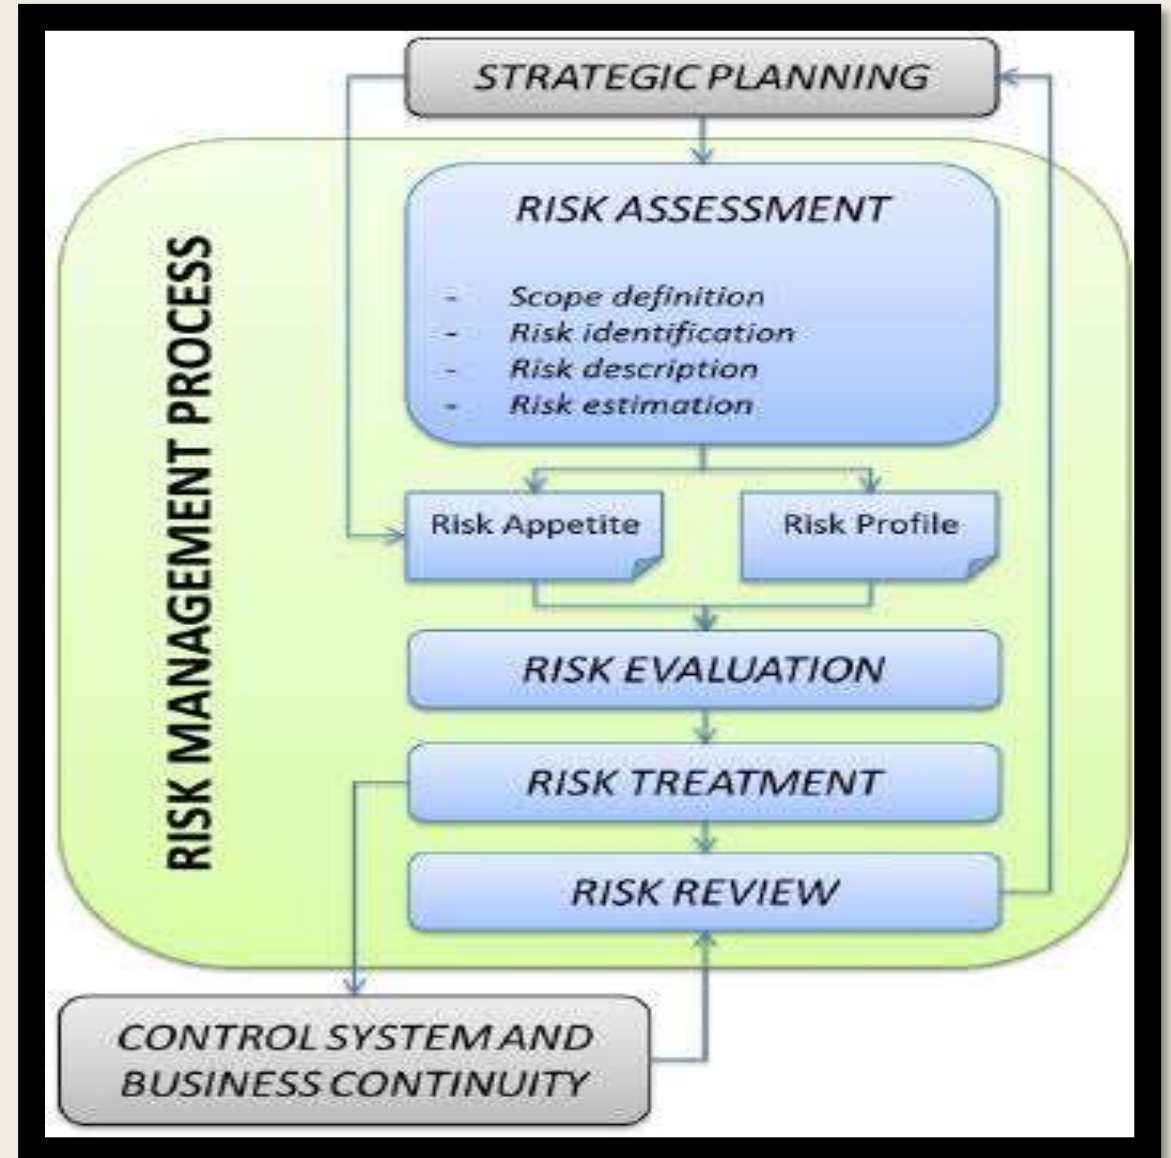 STRATEGIC PLANNING
RISK MANAGEMENT PROCESS
RISK ASSESSMENT
- Scope definition
- Risk identification
- Risk description
- Risk estimation
Risk Appetite
Risk Profile
RISK EVALUATION
RISK TREATMENT
RISK REVIEW
CONTROL SYSTEM AND
BUSINESS CONTINUITY